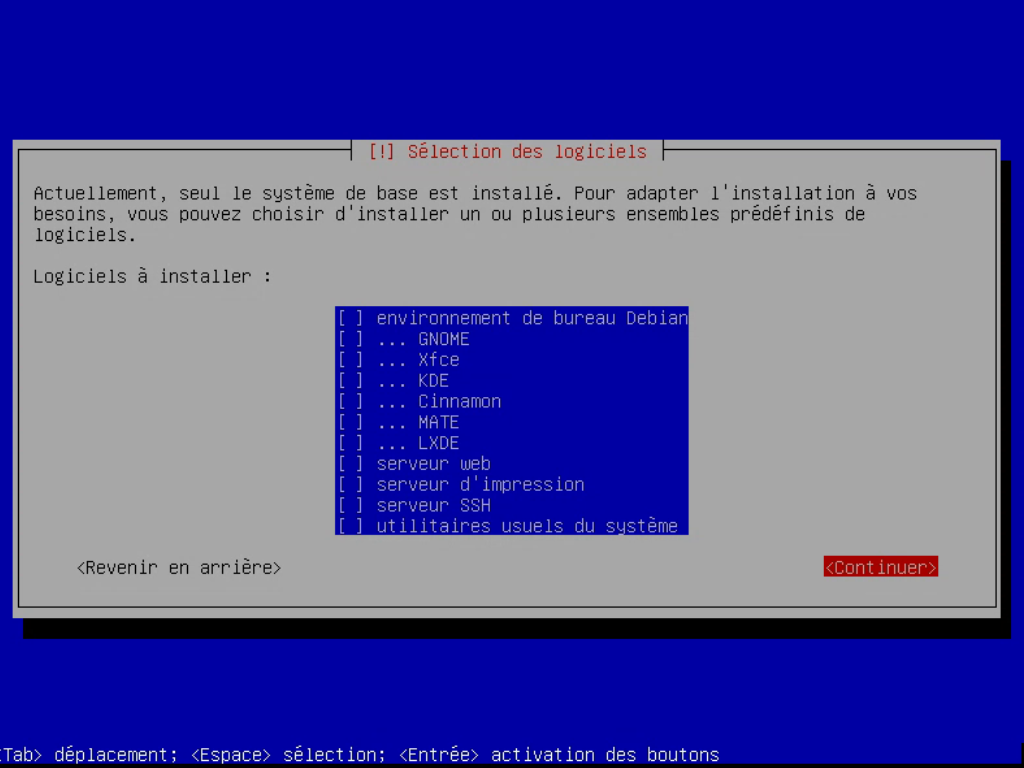 [!] Sélection des logiciels
Actuellement, seul le système de base est installé. Pour adapter l'installation à vos
besoins, vous pouvez choisir d'installer un ou plusieurs ensembles prédéfinis de
logiciels.
Logiciels à installer :
[ ] environnement de bureau Debian
[ ] ... GNOME
[ ] ... Xfce
[ ] ... KDE
[ ] ... Cinnamon
[ ] ... MATE
[ ] ... LXDE
[ ] serveur web
[ ] serveur d'impression
[ ] serveur SSH
[ ] utilitaires usuels du système
<Revenir en arrière> <Continuer>
<Tab> déplacement; <Espace> sélection; <Entrée> activation des boutons